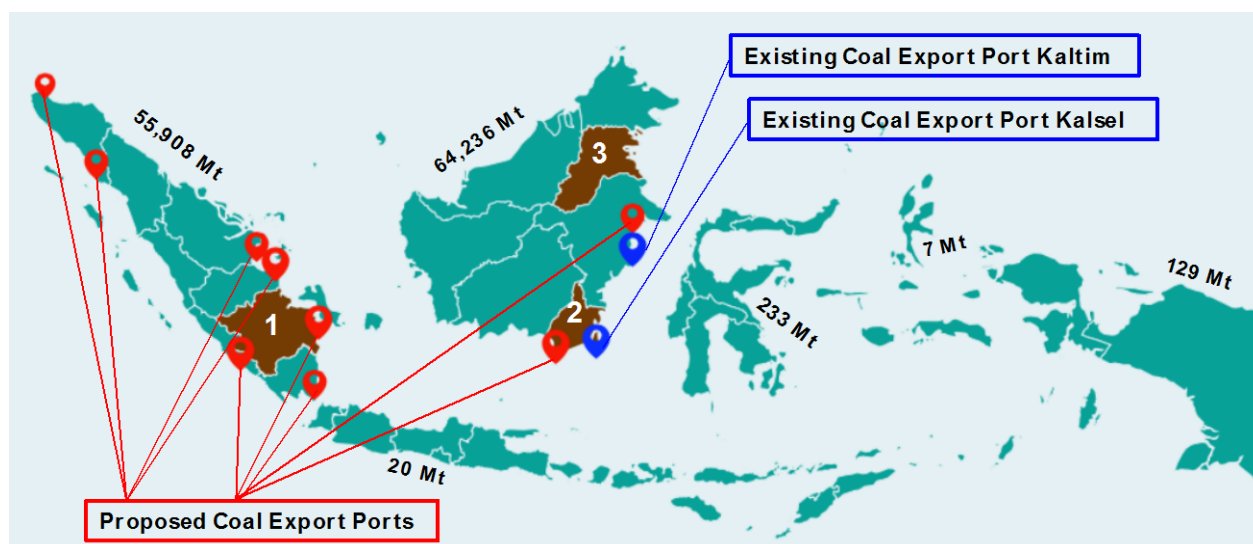 Existing Coal Export Port Kaltim
Existing Coal Export Port Kalsel
55,908 Mt
64,236 Mt
3
7 Mt
129 Mt
1
2
233 Mt
20 Mt
Proposed Coal Export Ports